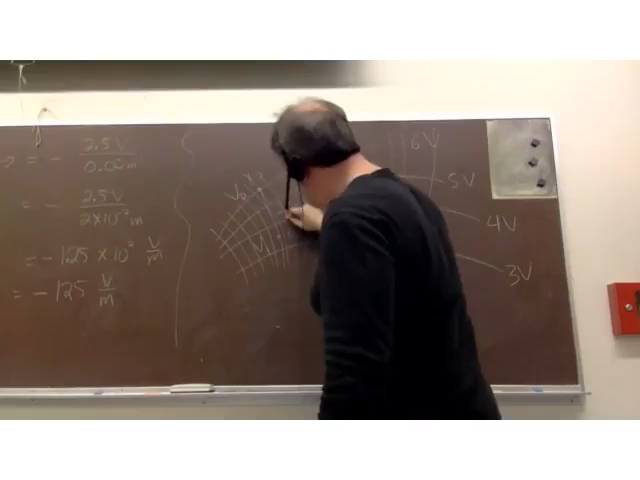 → = - 2.5 V / 0.02 m
= - 2.5 V / 2×10⁻² m
= -1.25 × 10² V/m
= -125 V/m
6V
5V
4V
3V